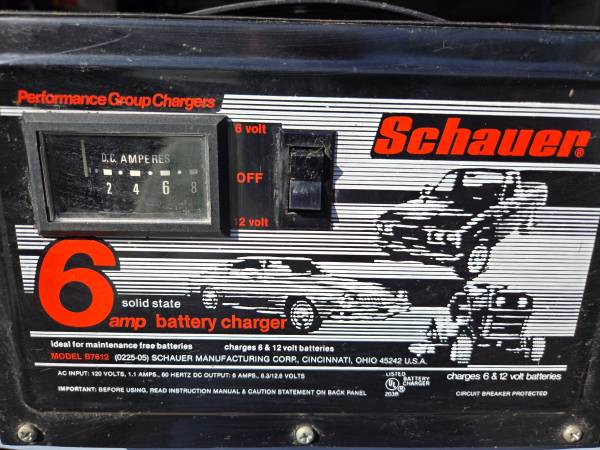 Performance Group Chargers
Schauer®
6 volt
D.C. AMPERES
2 4 6 8
OFF
12 volt
6
solid state
amp battery charger
Ideal for maintenance free batteries
charges 6 & 12 volt batteries
MODEL B7612 (0225-05) SCHAUER MANUFACTURING CORP., CINCINNATI, OHIO 45242 U.S.A.
AC INPUT: 120 VOLTS, 1.1 AMPS., 60 HERTZ DC OUTPUT: 6 AMPS., 6.3/12.6 VOLTS
IMPORTANT: BEFORE USING, READ INSTRUCTION MANUAL & CAUTION STATEMENT ON BACK PANEL
LISTED
UL® BATTERY
CHARGER
203B
charges 6 & 12 volt batteries
CIRCUIT BREAKER PROTECTED